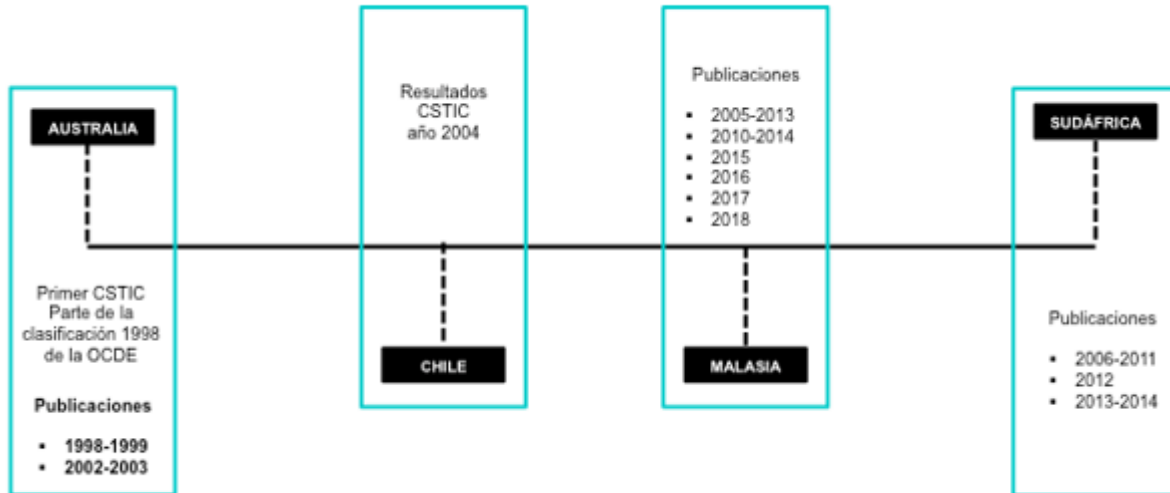 AUSTRALIA
Primer CSTIC
Parte de la
clasificación 1998
de la OCDE
Publicaciones
▪ 1998-1999
▪ 2002-2003
Resultados
CSTIC
año 2004
CHILE
Publicaciones
▪ 2005-2013
▪ 2010-2014
▪ 2015
▪ 2016
▪ 2017
▪ 2018
MALASIA
SUDÁFRICA
Publicaciones
▪ 2006-2011
▪ 2012
▪ 2013-2014